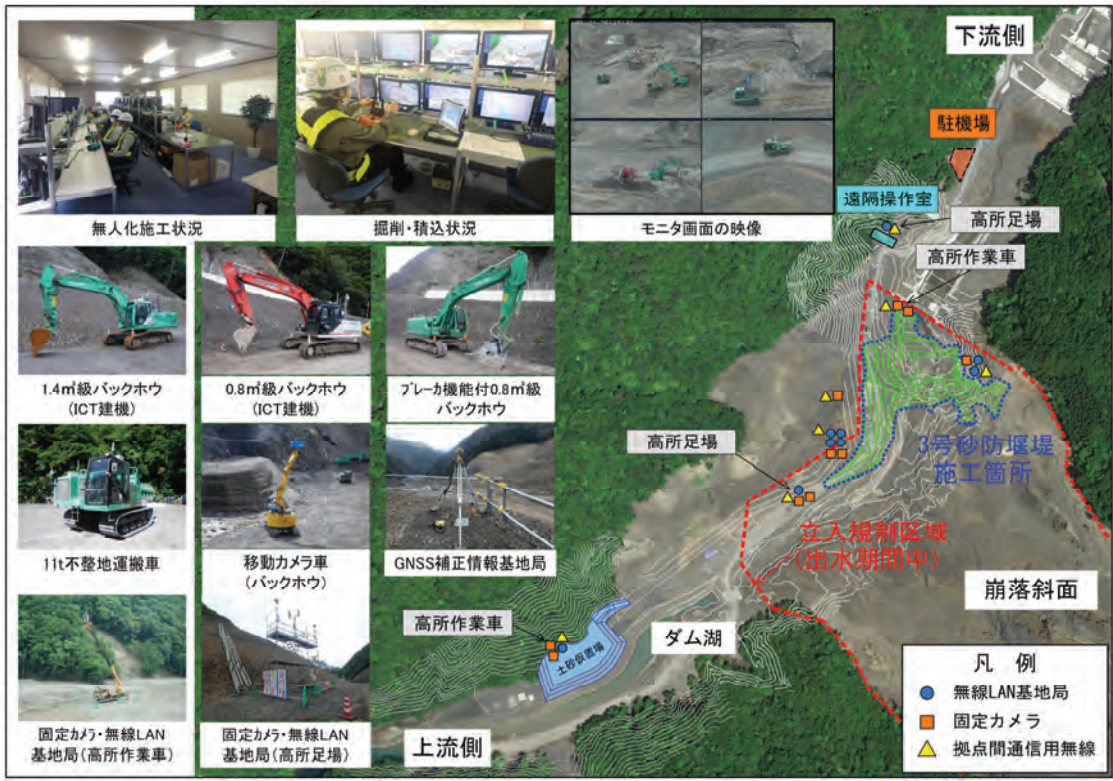 無人化施工状況
掘削・積込状況
モニタ画面の映像
1.4㎥級バックホウ
(ICT建機)
0.8㎥級バックホウ
(ICT建機)
ブレーカ機能付0.8㎥級
バックホウ
11t不整地運搬車
移動カメラ車
(バックホウ)
GNSS補正情報基地局
固定カメラ・無線LAN
基地局(高所作業車)
固定カメラ・無線LAN
基地局(高所足場)
下流側
駐機場
遠隔操作室
高所足場
高所作業車
3号砂防堰堤
施工箇所
高所足場
立入規制区域
(出水期間中)
崩落斜面
高所作業車
土砂仮置場
ダム湖
上流側
凡 例
無線LAN基地局
固定カメラ
拠点間通信用無線